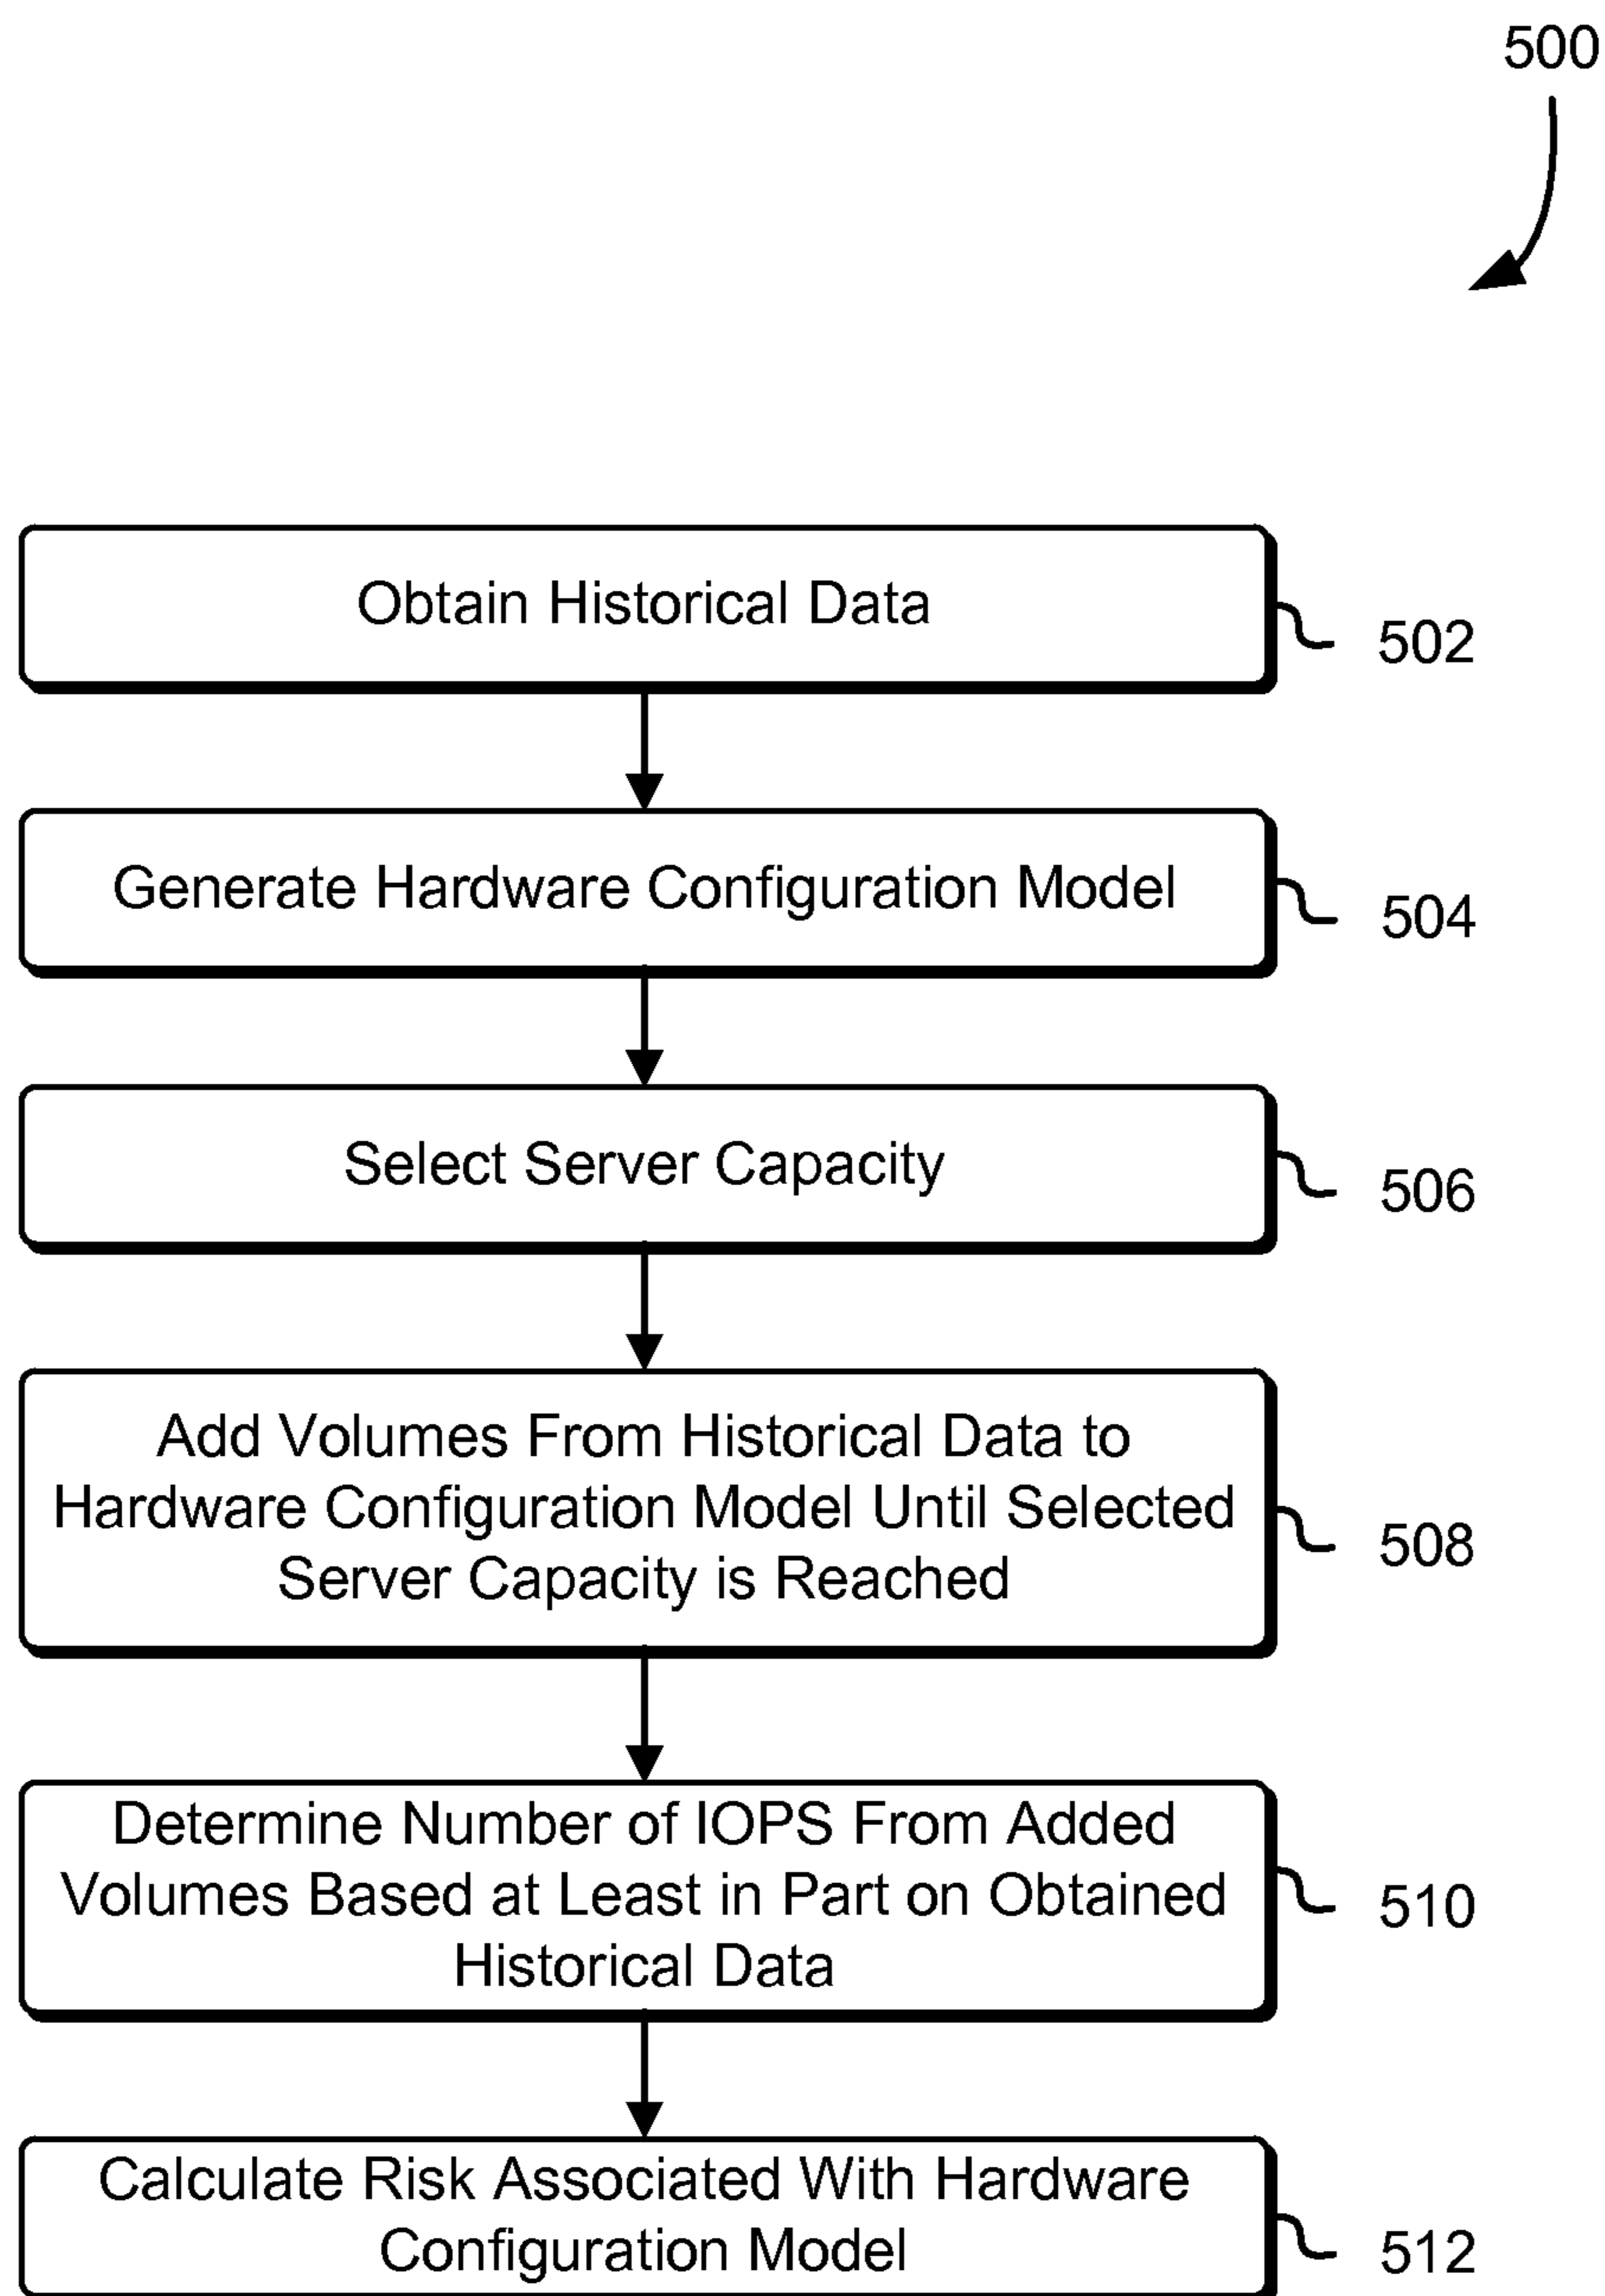 500
Obtain Historical Data
502
Generate Hardware Configuration Model
504
Select Server Capacity
506
Add Volumes From Historical Data to
Hardware Configuration Model Until Selected
Server Capacity is Reached
508
Determine Number of IOPS From Added
Volumes Based at Least in Part on Obtained
Historical Data
510
Calculate Risk Associated With Hardware
Configuration Model
512